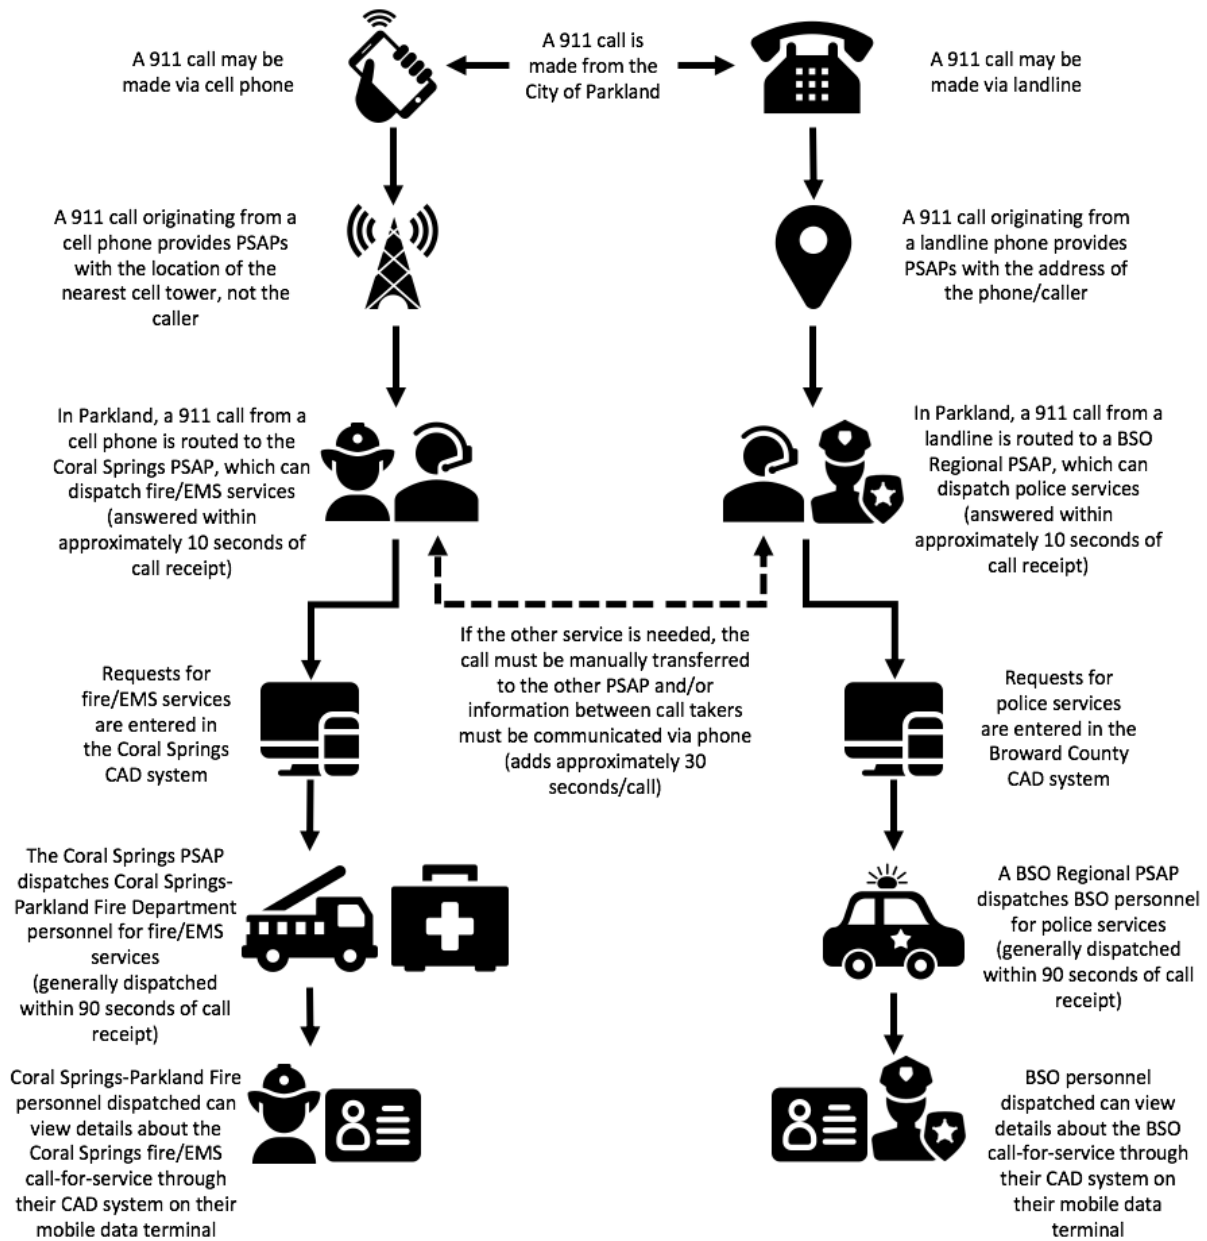 A 911 call may be
made via cell phone
A 911 call is
made from the
City of Parkland
A 911 call may be
made via landline
A 911 call originating from a
cell phone provides PSAPs
with the location of the
nearest cell tower, not the
caller
A 911 call originating from
a landline phone provides
PSAPs with the address of
the phone/caller
In Parkland, a 911 call from a
cell phone is routed to the
Coral Springs PSAP, which can
dispatch fire/EMS services
(answered within
approximately 10 seconds of
call receipt)
In Parkland, a 911 call from a
landline is routed to a BSO
Regional PSAP, which can
dispatch police services
(answered within
approximately 10 seconds of
call receipt)
If the other service is needed, the
call must be manually transferred
to the other PSAP and/or
information between call takers
must be communicated via phone
(adds approximately 30
seconds/call)
Requests for
fire/EMS services
are entered in
the Coral Springs
CAD system
Requests for
police services
are entered in the
Broward County
CAD system
The Coral Springs PSAP
dispatches Coral Springs-
Parkland Fire Department
personnel for fire/EMS
services
(generally dispatched
within 90 seconds of call
receipt)
A BSO Regional PSAP
dispatches BSO personnel
for police services
(generally dispatched
within 90 seconds of call
receipt)
Coral Springs-Parkland Fire
personnel dispatched can
view details about the
Coral Springs fire/EMS
call-for-service through
their CAD system on their
mobile data terminal
BSO personnel
dispatched can view
details about the BSO
call-for-service through
their CAD system on
their mobile data
terminal